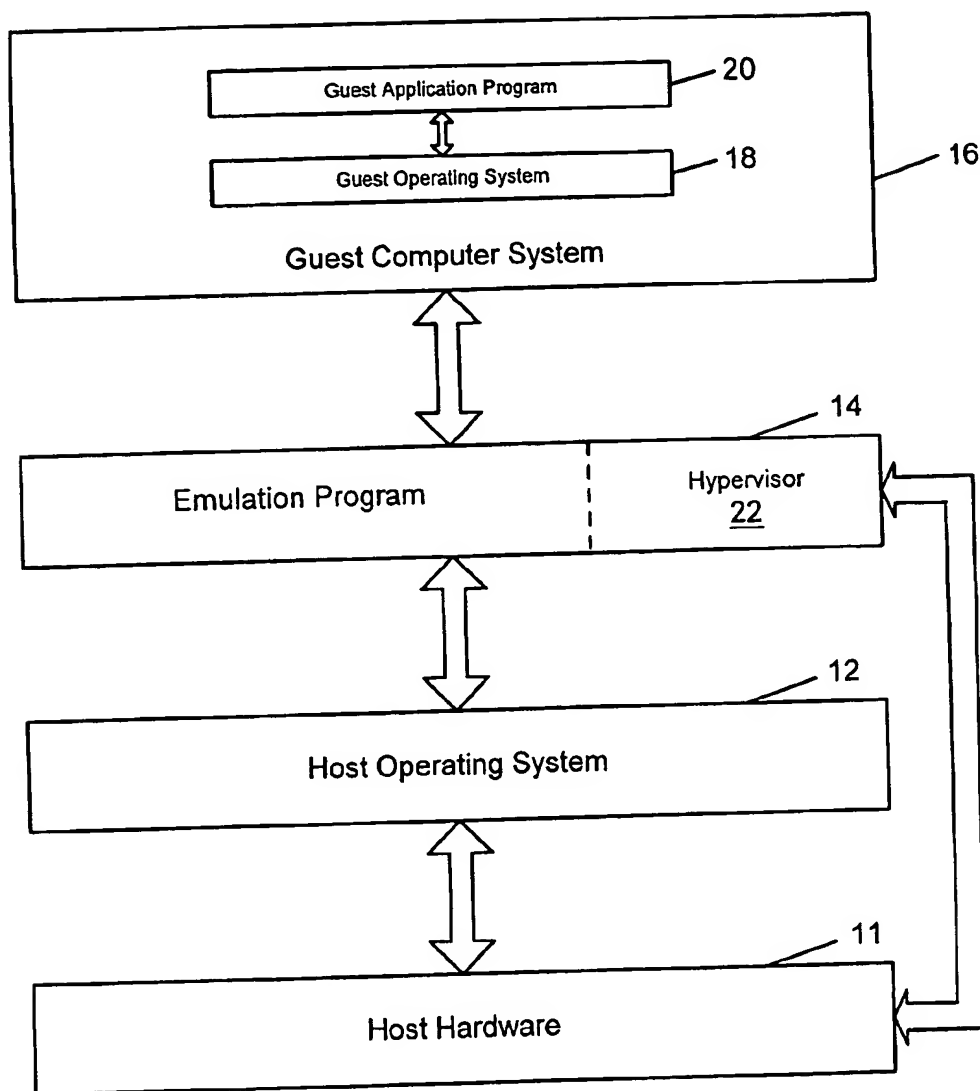 Guest Application Program
20
Guest Operating System
18
16
Guest Computer System
14
Emulation Program
Hypervisor
22
12
Host Operating System
11
Host Hardware